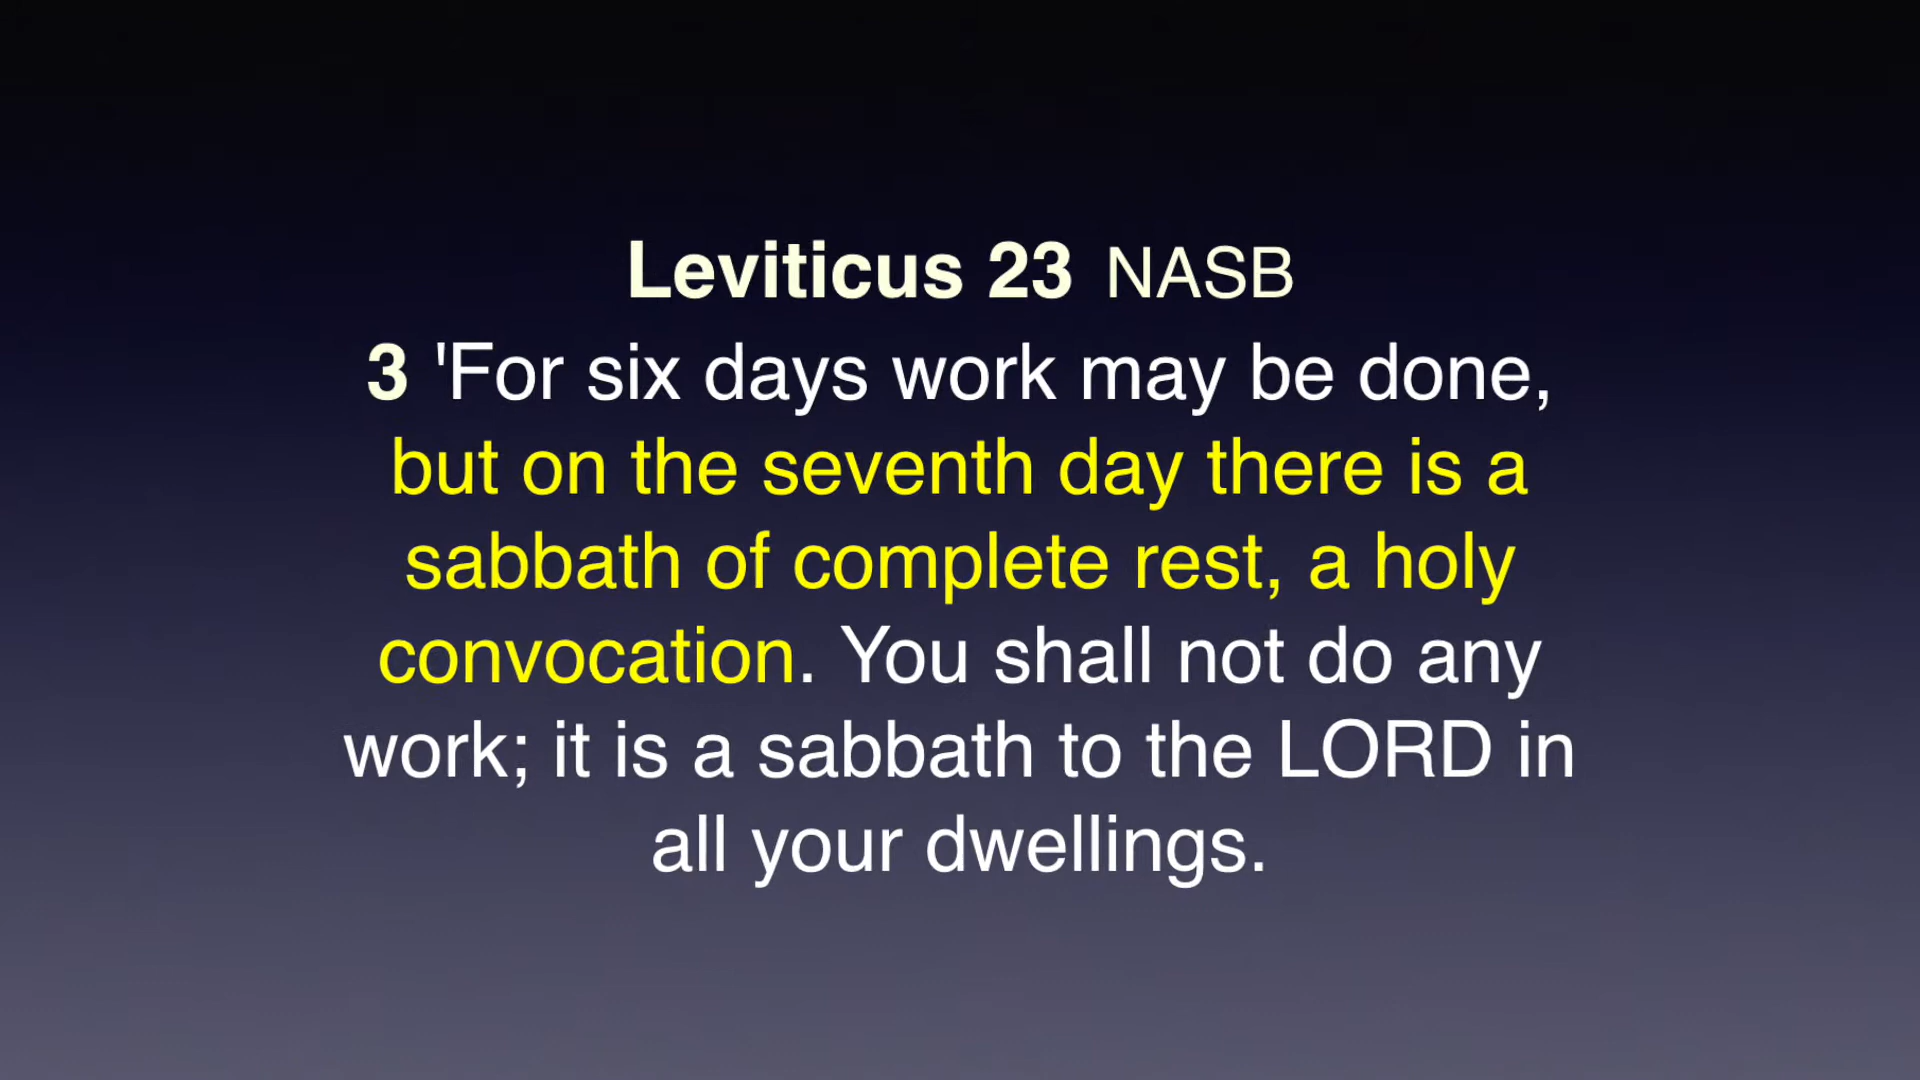 Leviticus 23 NASB
3 'For six days work may be done,
but on the seventh day there is a
sabbath of complete rest, a holy
convocation. You shall not do any
work; it is a sabbath to the LORD in
all your dwellings.